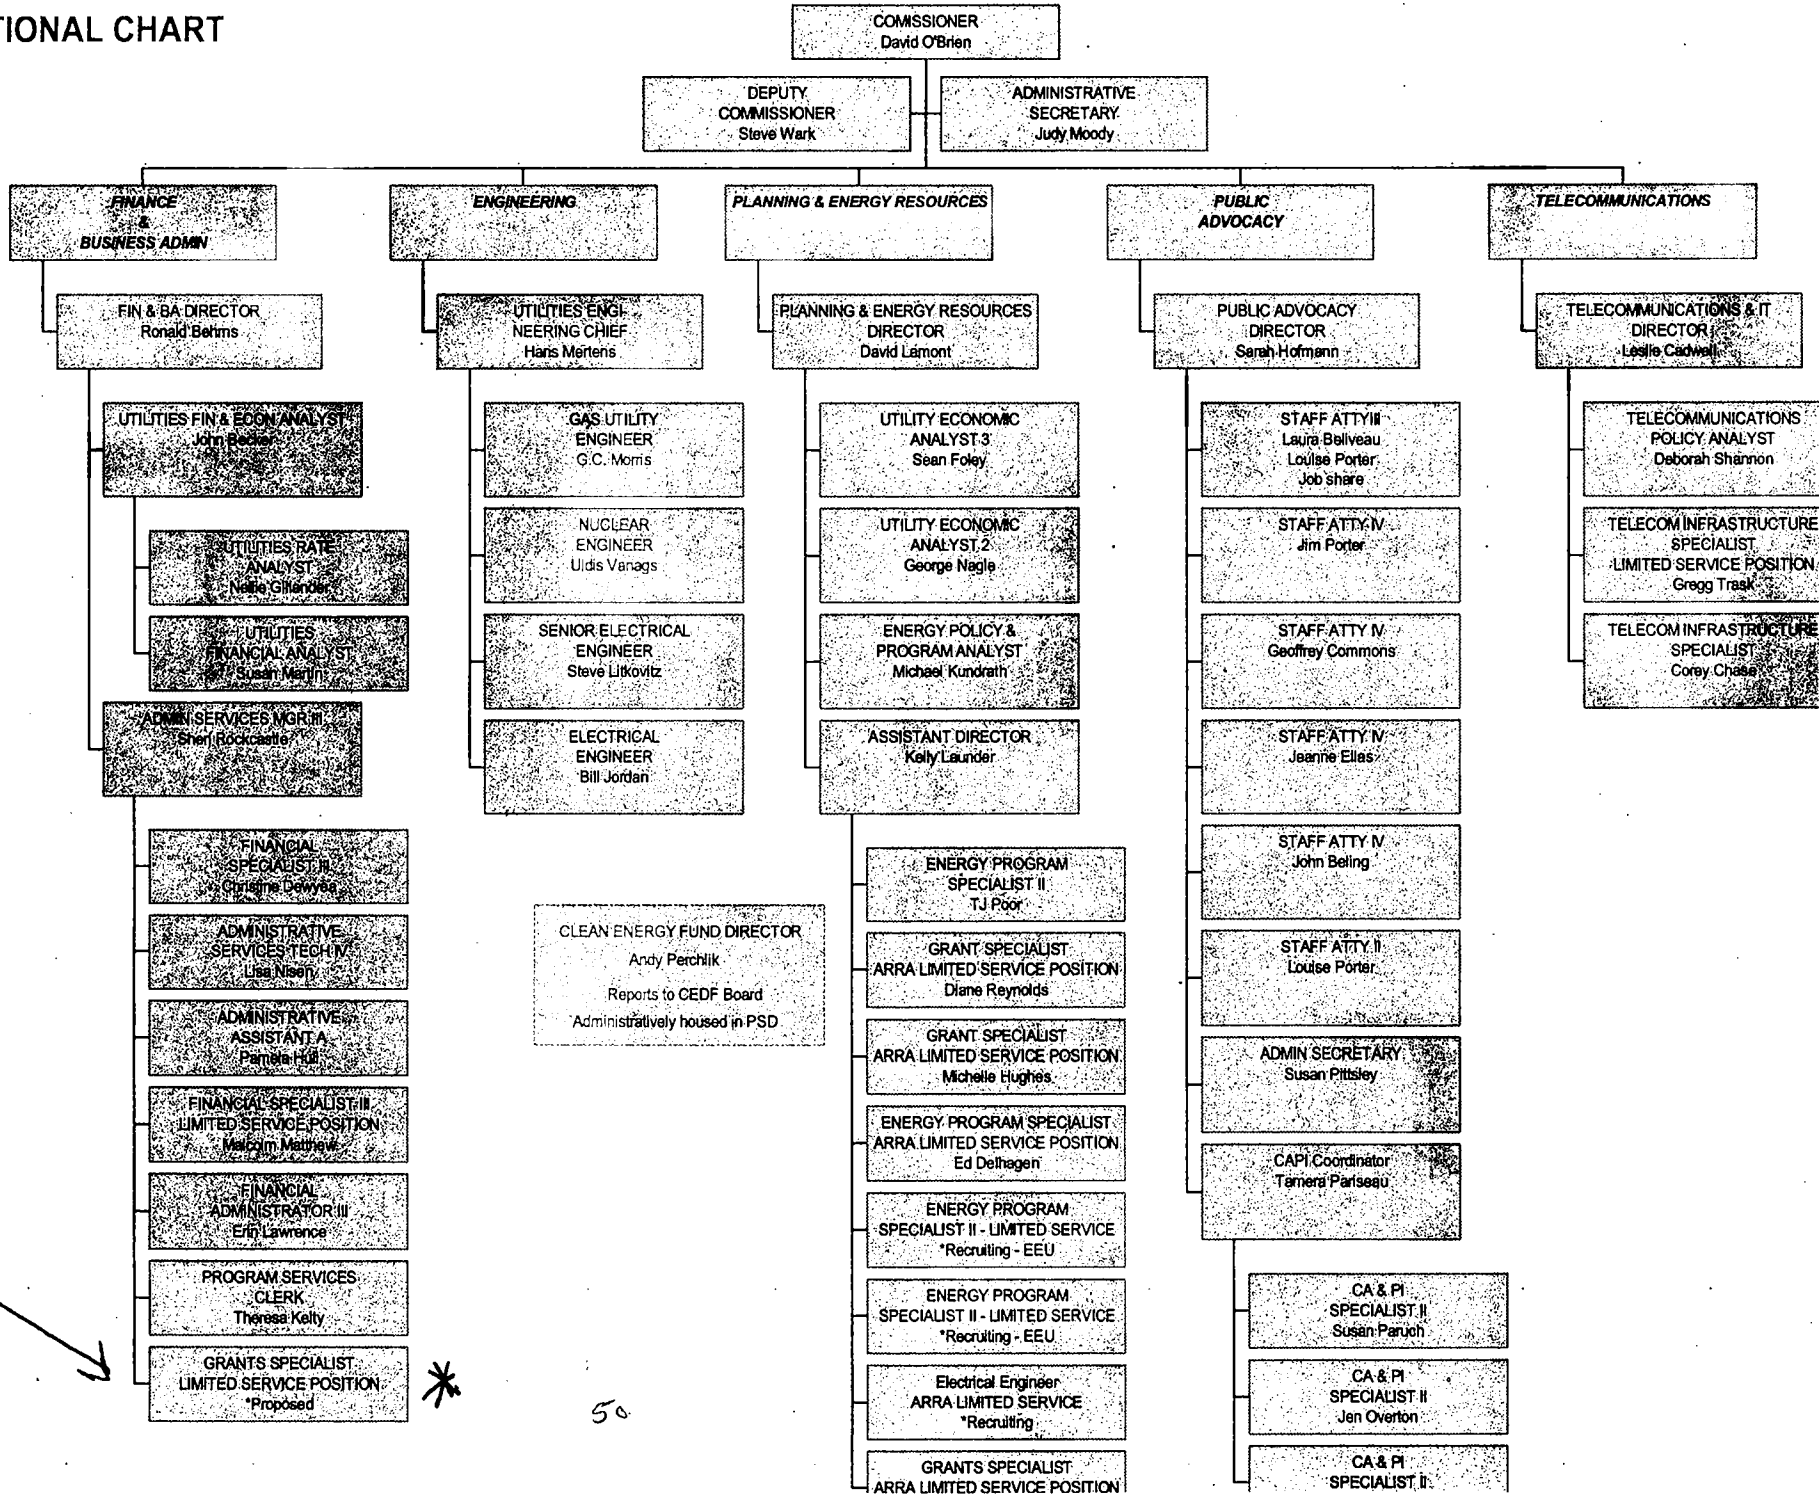 TIONAL CHART
COMISSIONER
David O'Brien
DEPUTY
COMMISSIONER
Steve Wark
ADMINISTRATIVE
SECRETARY
Judy Moody
FINANCE
&
BUSINESS ADMIN
FIN & BA DIRECTOR
Ronald Behrns
UTILITIES FIN & ECON ANALYST
John Becker
UTILITIES RATE
ANALYST
UTILITIES
FINANCIAL ANALYST
Susan Martin
ADMIN SERVICES MGR III
Sheri Rockcastle
FINANCIAL
SPECIALIST III
Christine Dewyea
ADMINISTRATIVE
SERVICES TECH IV
Lisa Nisen
ADMINISTRATIVE
ASSISTANT A
Pamela Hull
FINANCIAL SPECIALIST III
LIMITED SERVICE POSITION
Malcolm Matthew
FINANCIAL
ADMINISTRATOR III
Erin Lawrence
PROGRAM SERVICES
CLERK
Theresa Kelty
GRANTS SPECIALIST
LIMITED SERVICE POSITION
*Proposed
*
50
ENGINEERING
UTILITIES ENGI-
NEERING CHIEF
Hans Mertens
GAS UTILITY
ENGINEER
G.C. Morris
NUCLEAR
ENGINEER
Uldis Vanags
SENIOR ELECTRICAL
ENGINEER
Steve Litkovitz
ELECTRICAL
ENGINEER
Bill Jordan
CLEAN ENERGY FUND DIRECTOR
Andy Perchlik
Reports to CEDF Board
Administratively housed in PSD
PLANNING & ENERGY RESOURCES
PLANNING & ENERGY RESOURCES
DIRECTOR
David Lamont
UTILITY ECONOMIC
ANALYST 3
Sean Foley
UTILITY ECONOMIC
ANALYST 2
George Nagle
ENERGY POLICY &
PROGRAM ANALYST
Michael Kundrath
ASSISTANT DIRECTOR
Kelly Launder
ENERGY PROGRAM
SPECIALIST II
TJ Poor
GRANT SPECIALIST
ARRA LIMITED SERVICE POSITION
Diane Reynolds
GRANT SPECIALIST
ARRA LIMITED SERVICE POSITION
Michelle Hughes
ENERGY PROGRAM SPECIALIST
ARRA LIMITED SERVICE POSITION
Ed Delhagen
ENERGY PROGRAM
SPECIALIST II - LIMITED SERVICE
*Recruiting - EEU
ENERGY PROGRAM
SPECIALIST II - LIMITED SERVICE
*Recruiting - EEU
Electrical Engineer
ARRA LIMITED SERVICE
*Recruiting
GRANTS SPECIALIST
ARRA LIMITED SERVICE POSITION
PUBLIC
ADVOCACY
PUBLIC ADVOCACY
DIRECTOR
Sarah Hofmann
STAFF ATTY III
Laura Beliveau
Louise Porter
Job share
STAFF ATTY IV
Jim Porter
STAFF ATTY IV
Geoffrey Commons
STAFF ATTY IV
Jeanne Elias
STAFF ATTY IV
John Beling
STAFF ATTY II
Louise Porter
ADMIN SECRETARY
Susan Pittsley
CAPI Coordinator
Tamera Pariseau
CA & PI
SPECIALIST II
Susan Paruch
CA & PI
SPECIALIST II
Jen Overton
CA & PI
SPECIALIST II
TELECOMMUNICATIONS
TELECOMMUNICATIONS & IT
DIRECTOR
Leslie Cadwell
TELECOMMUNICATIONS
POLICY ANALYST
Deborah Shannon
TELECOM INFRASTRUCTURE
SPECIALIST
LIMITED SERVICE POSITION
Gregg Trask
TELECOM INFRASTRUCTURE
SPECIALIST
Corey Chase